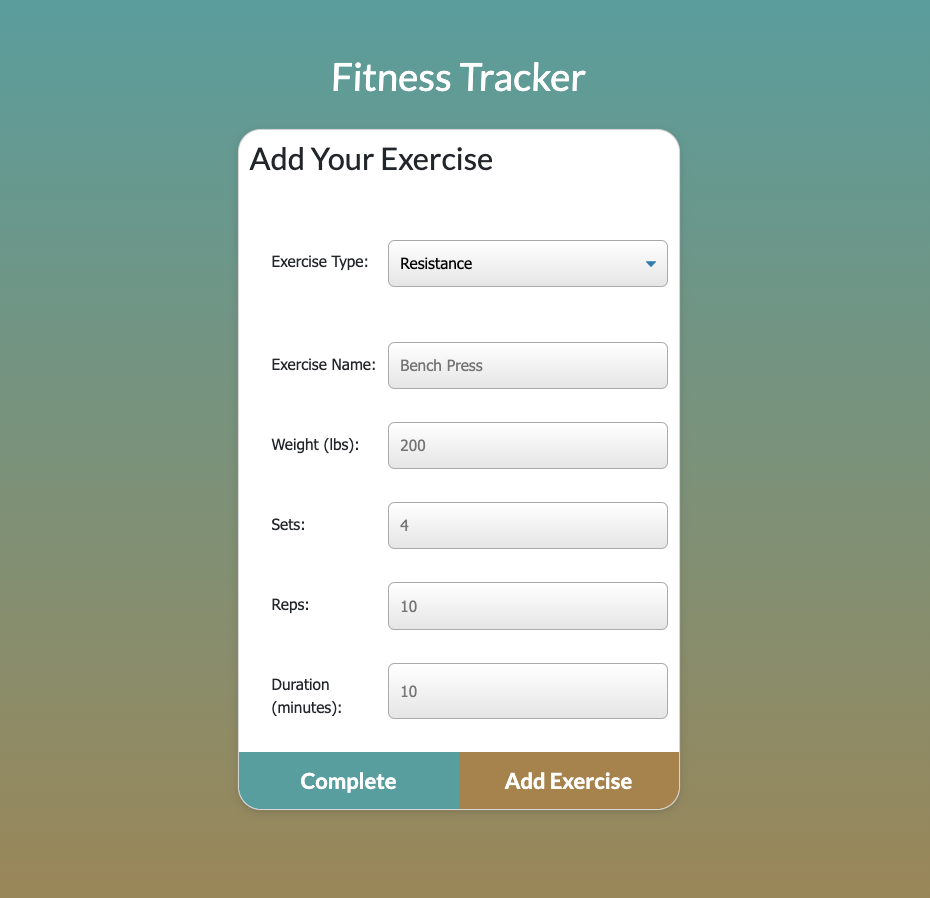 Fitness Tracker
Add Your Exercise
Exercise Type: Resistance
Exercise Name: Bench Press
Weight (lbs): 200
Sets: 4
Reps: 10
Duration
(minutes): 10
Complete Add Exercise